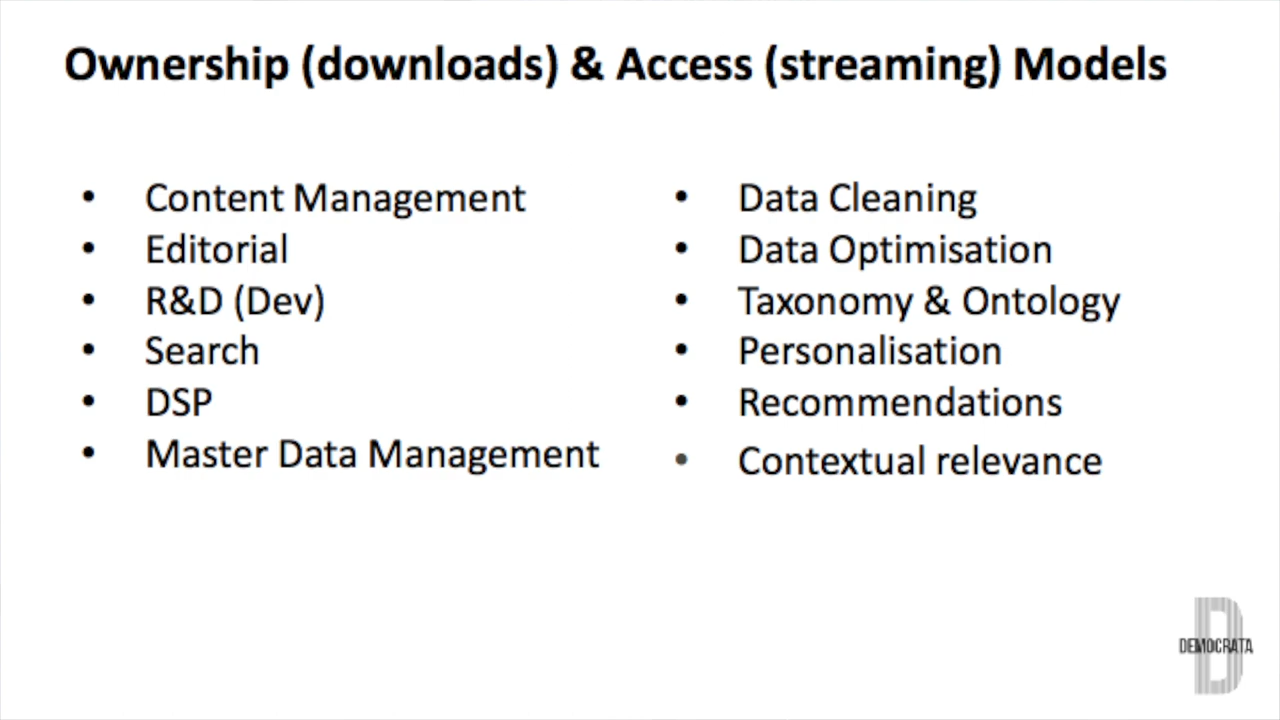 Ownership (downloads) & Access (streaming) Models
• Content Management
• Editorial
• R&D (Dev)
• Search
• DSP
• Master Data Management
• Data Cleaning
• Data Optimisation
• Taxonomy & Ontology
• Personalisation
• Recommendations
• Contextual relevance
D
DEMOCRATA